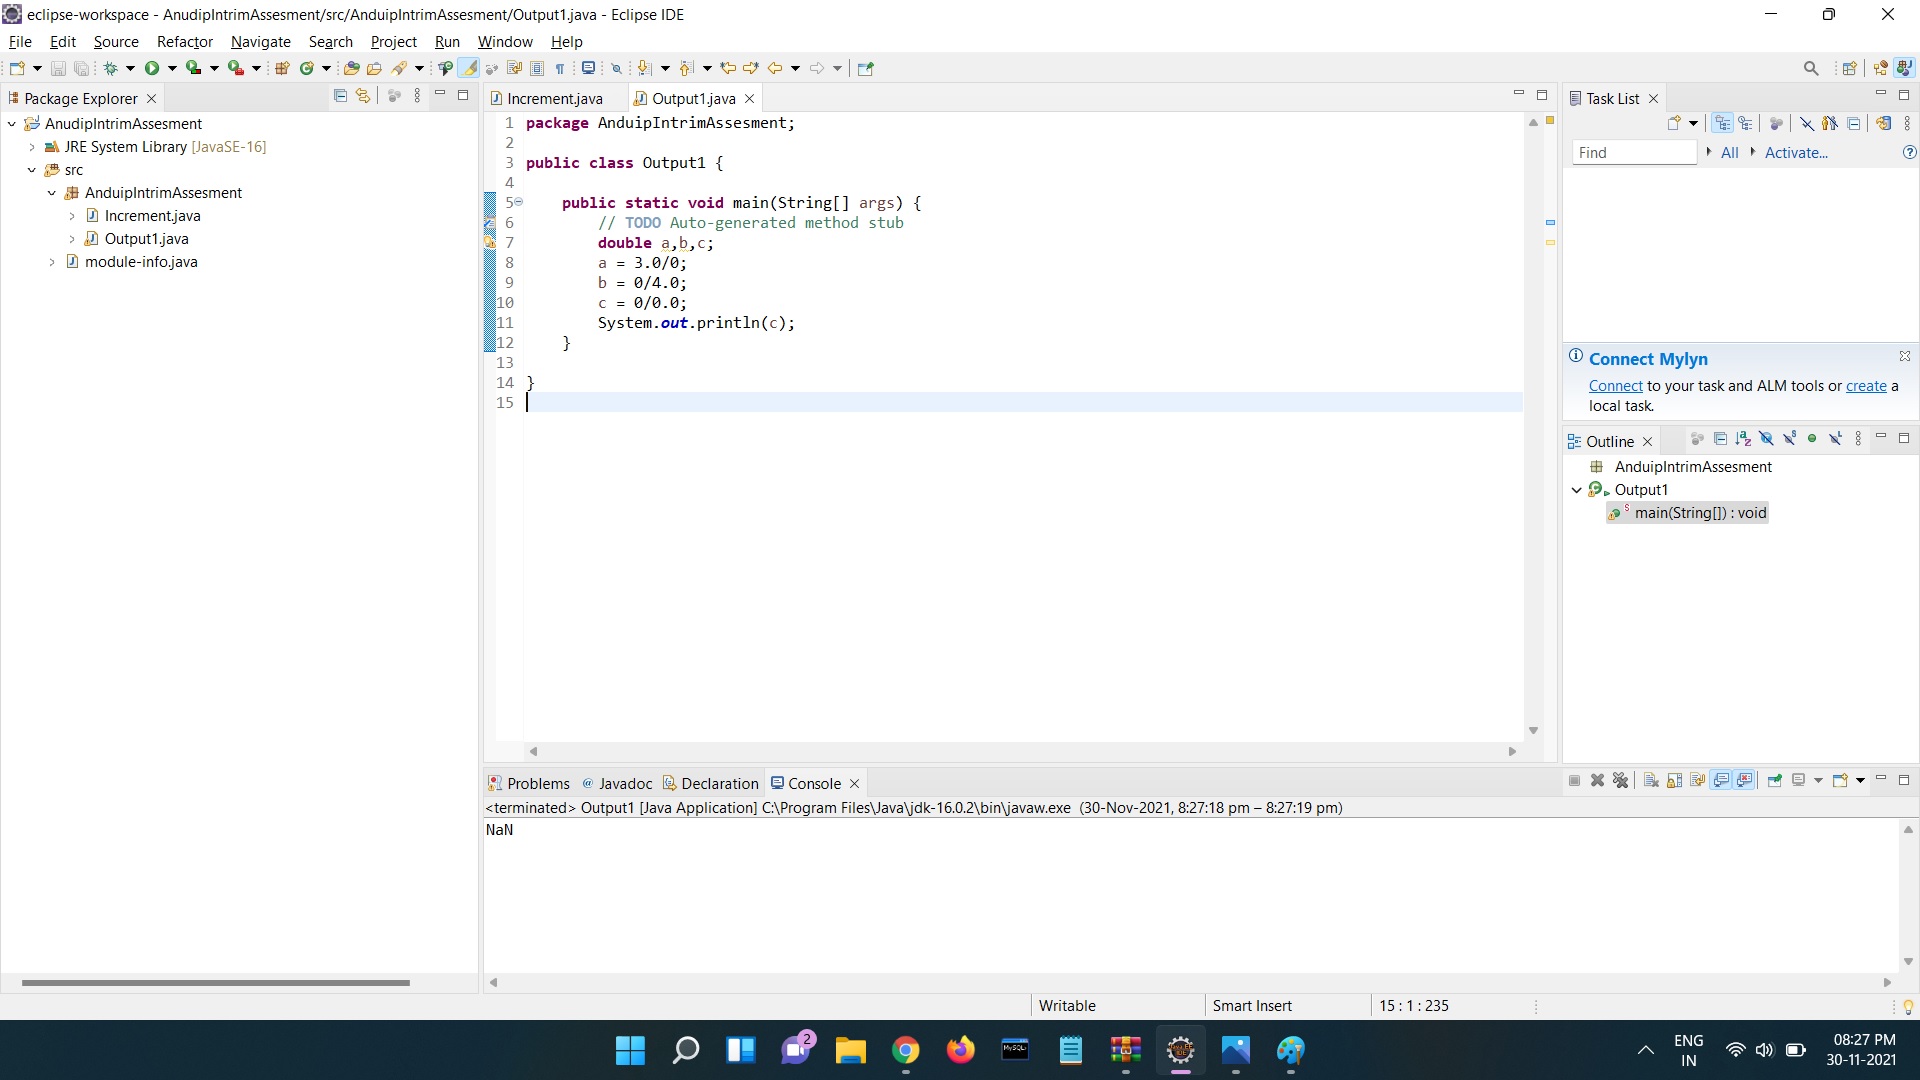 eclipse-workspace - AnudipIntrimAssesment/src/AnduipIntrimAssesment/Output1.java - Eclipse IDE
File Edit Source Refactor Navigate Search Project Run Window Help
Package Explorer
AnudipIntrimAssesment
JRE System Library [JavaSE-16]
src
AnduipIntrimAssesment
Increment.java
Output1.java
module-info.java
Increment.java Output1.java
1 package AnduipIntrimAssesment;
2
3 public class Output1 {
4
5 public static void main(String[] args) {
6 // TODO Auto-generated method stub
7 double a,b,c;
8 a = 3.0/0;
9 b = 0/4.0;
10 c = 0/0.0;
11 System.out.println(c);
12 }
13
14 }
15
Task List
Find All Activate...
Connect Mylyn
Connect to your task and ALM tools or create a
local task.
Outline
AnduipIntrimAssesment
Output1
main(String[]) : void
Problems Javadoc Declaration Console
<terminated> Output1 [Java Application] C:\Program Files\Java\jdk-16.0.2\bin\javaw.exe (30-Nov-2021, 8:27:18 pm – 8:27:19 pm)
NaN
Writable Smart Insert 15 : 1 : 235
2
MySQL
ENG
IN
08:27 PM
30-11-2021